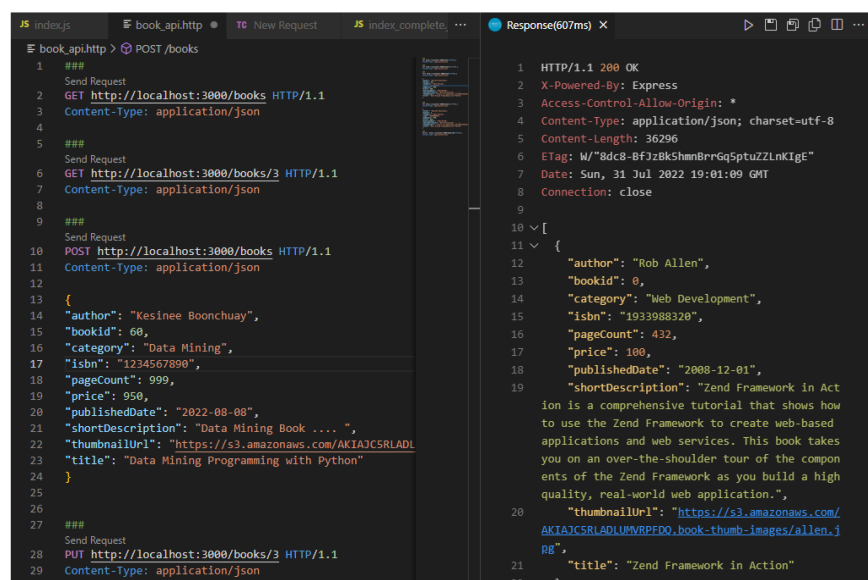 index.js
book_api.http
New Request
index_complete,
book_api.http > POST /books
1 ###
Send Request
2 GET http://localhost:3000/books HTTP/1.1
3 Content-Type: application/json
4
5 ###
Send Request
6 GET http://localhost:3000/books/3 HTTP/1.1
7 Content-Type: application/json
8
9 ###
Send Request
10 POST http://localhost:3000/books HTTP/1.1
11 Content-Type: application/json
12
13 {
14 "author": "Kesinee Boonchuay",
15 "bookid": 60,
16 "category": "Data Mining",
17 "isbn": "1234567890",
18 "pageCount": 999,
19 "price": 950,
20 "publishedDate": "2022-08-08",
21 "shortDescription": "Data Mining Book .... ",
22 "thumbnailUrl": "https://s3.amazonaws.com/AKIAJC5RLADL
23 "title": "Data Mining Programming with Python"
24 }
25
26
27 ###
Send Request
28 PUT http://localhost:3000/books/3 HTTP/1.1
29 Content-Type: application/json
Response(607ms)
1 HTTP/1.1 200 OK
2 X-Powered-By: Express
3 Access-Control-Allow-Origin: *
4 Content-Type: application/json; charset=utf-8
5 Content-Length: 36296
6 ETag: W/"8dc8-BfJzBk5hmnBrrGq5ptuZZLnKIgE"
7 Date: Sun, 31 Jul 2022 19:01:09 GMT
8 Connection: close
9
10 [
11 {
12 "author": "Rob Allen",
13 "bookid": 0,
14 "category": "Web Development",
15 "isbn": "1933988320",
16 "pageCount": 432,
17 "price": 100,
18 "publishedDate": "2008-12-01",
19 "shortDescription": "Zend Framework in Act
ion is a comprehensive tutorial that shows how
to use the Zend Framework to create web-based
applications and web services. This book takes
you on an over-the-shoulder tour of the compon
ents of the Zend Framework as you build a high
quality, real-world web application.",
20 "thumbnailUrl": "https://s3.amazonaws.com/
AKIAJC5RLADLUMVRPFDQ.book-thumb-images/allen.j
pg",
21 "title": "Zend Framework in Action"